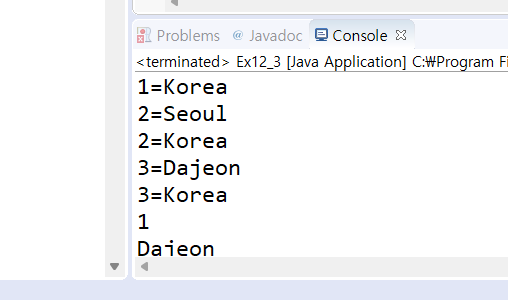 Problems @ Javadoc Console
<terminated> Ex12_3 [Java Application] C:₩Program Fi
1=Korea
2=Seoul
2=Korea
3=Dajeon
3=Korea
1
Dajeon